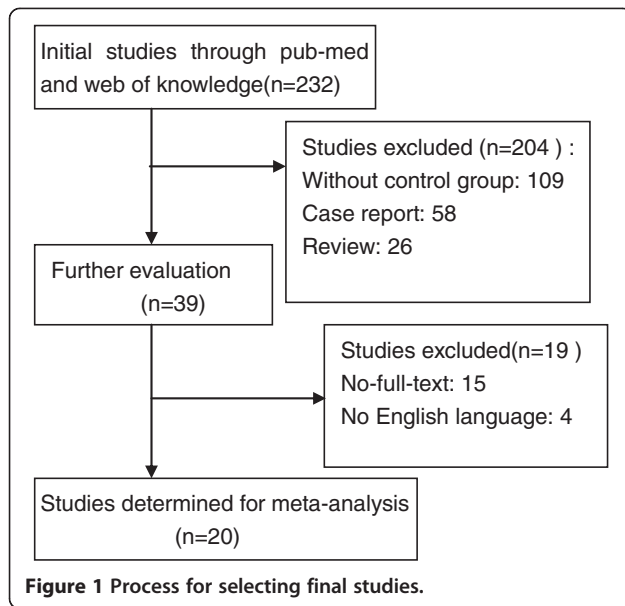 Initial studies through pub-med
and web of knowledge(n=232)
Studies excluded (n=204 ) :
Without control group: 109
Case report: 58
Review: 26
Further evaluation
(n=39)
Studies excluded(n=19 )
No-full-text: 15
No English language: 4
Studies determined for meta-analysis
(n=20)
Figure 1 Process for selecting final studies.